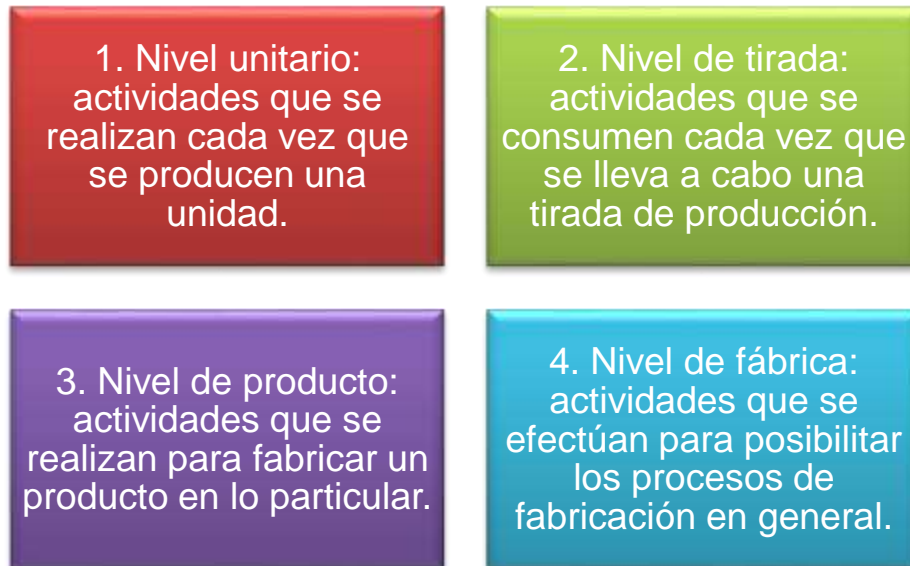 1. Nivel unitario:
actividades que se
realizan cada vez que
se producen una
unidad.
2. Nivel de tirada:
actividades que se
consumen cada vez que
se lleva a cabo una
tirada de producción.
3. Nivel de producto:
actividades que se
realizan para fabricar un
producto en lo particular.
4. Nivel de fábrica:
actividades que se
efectúan para posibilitar
los procesos de
fabricación en general.